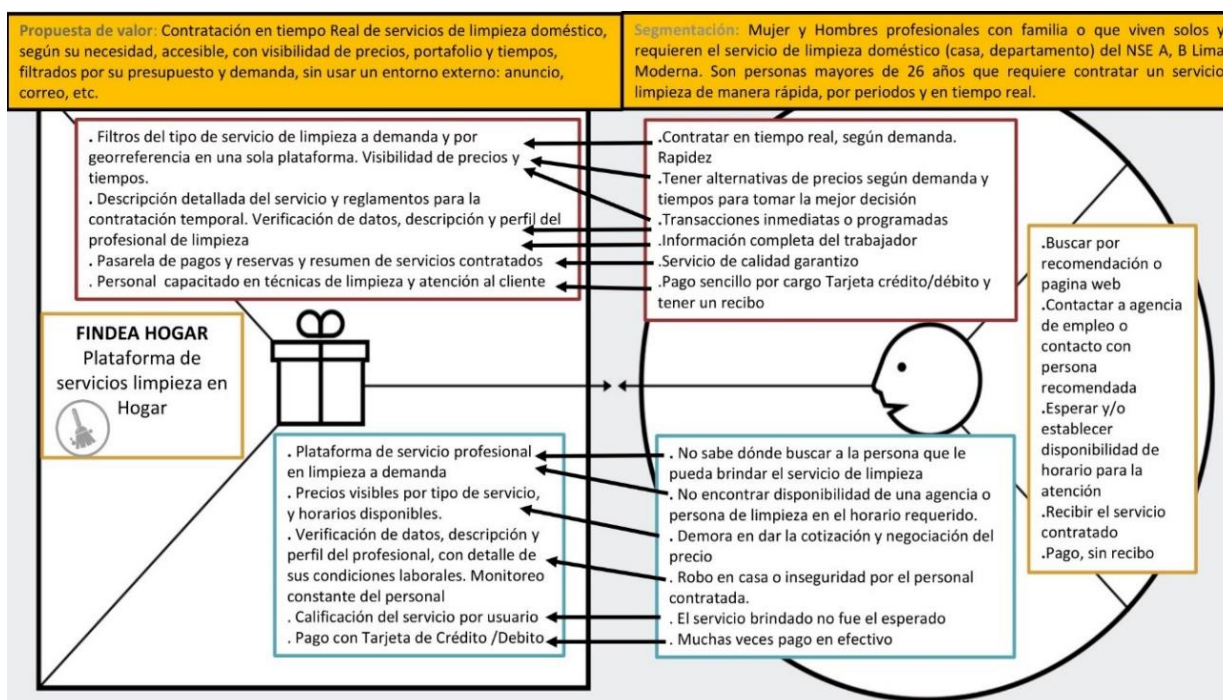 Propuesta de valor: Contratación en tiempo Real de servicios de limpieza doméstico,
según su necesidad, accesible, con visibilidad de precios, portafolio y tiempos,
filtrados por su presupuesto y demanda, sin usar un entorno externo: anuncio,
correo, etc.
Segmentación: Mujer y Hombres profesionales con familia o que viven solos y
requieren el servicio de limpieza doméstico (casa, departamento) del NSE A, B Lima
Moderna. Son personas mayores de 26 años que requiere contratar un servicio
limpieza de manera rápida, por periodos y en tiempo real.
. Filtros del tipo de servicio de limpieza a demanda y por
georreferencia en una sola plataforma. Visibilidad de precios y
tiempos.
. Descripción detallada del servicio y reglamentos para la
contratación temporal. Verificación de datos, descripción y perfil del
profesional de limpieza
. Pasarela de pagos y reservas y resumen de servicios contratados
. Personal capacitado en técnicas de limpieza y atención al cliente
.Contratar en tiempo real, según demanda.
Rapidez
.Tener alternativas de precios según demanda y
tiempos para tomar la mejor decisión
.Transacciones inmediatas o programadas
.Información completa del trabajador
.Servicio de calidad garantizo
.Pago sencillo por cargo Tarjeta crédito/débito y
tener un recibo
.Buscar por
recomendación o
pagina web
.Contactar a agencia
de empleo o
contacto con
persona
recomendada
.Esperar y/o
establecer
disponibilidad de
horario para la
atención
.Recibir el servicio
contratado
.Pago, sin recibo
FINDEA HOGAR
Plataforma de
servicios limpieza en
Hogar
. Plataforma de servicio profesional
en limpieza a demanda
. Precios visibles por tipo de servicio,
y horarios disponibles.
. Verificación de datos, descripción y
perfil del profesional, con detalle de
sus condiciones laborales. Monitoreo
constante del personal
. Calificación del servicio por usuario
. Pago con Tarjeta de Crédito /Debito
. No sabe dónde buscar a la persona que le
pueda brindar el servicio de limpieza
. No encontrar disponibilidad de una agencia o
persona de limpieza en el horario requerido.
. Demora en dar la cotización y negociación del
precio
. Robo en casa o inseguridad por el personal
contratada.
. El servicio brindado no fue el esperado
. Muchas veces pago en efectivo